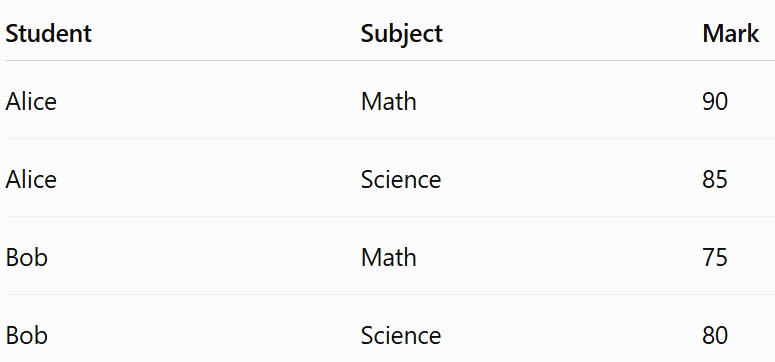 Student Subject Mark
Alice Math 90
Alice Science 85
Bob Math 75
Bob Science 80